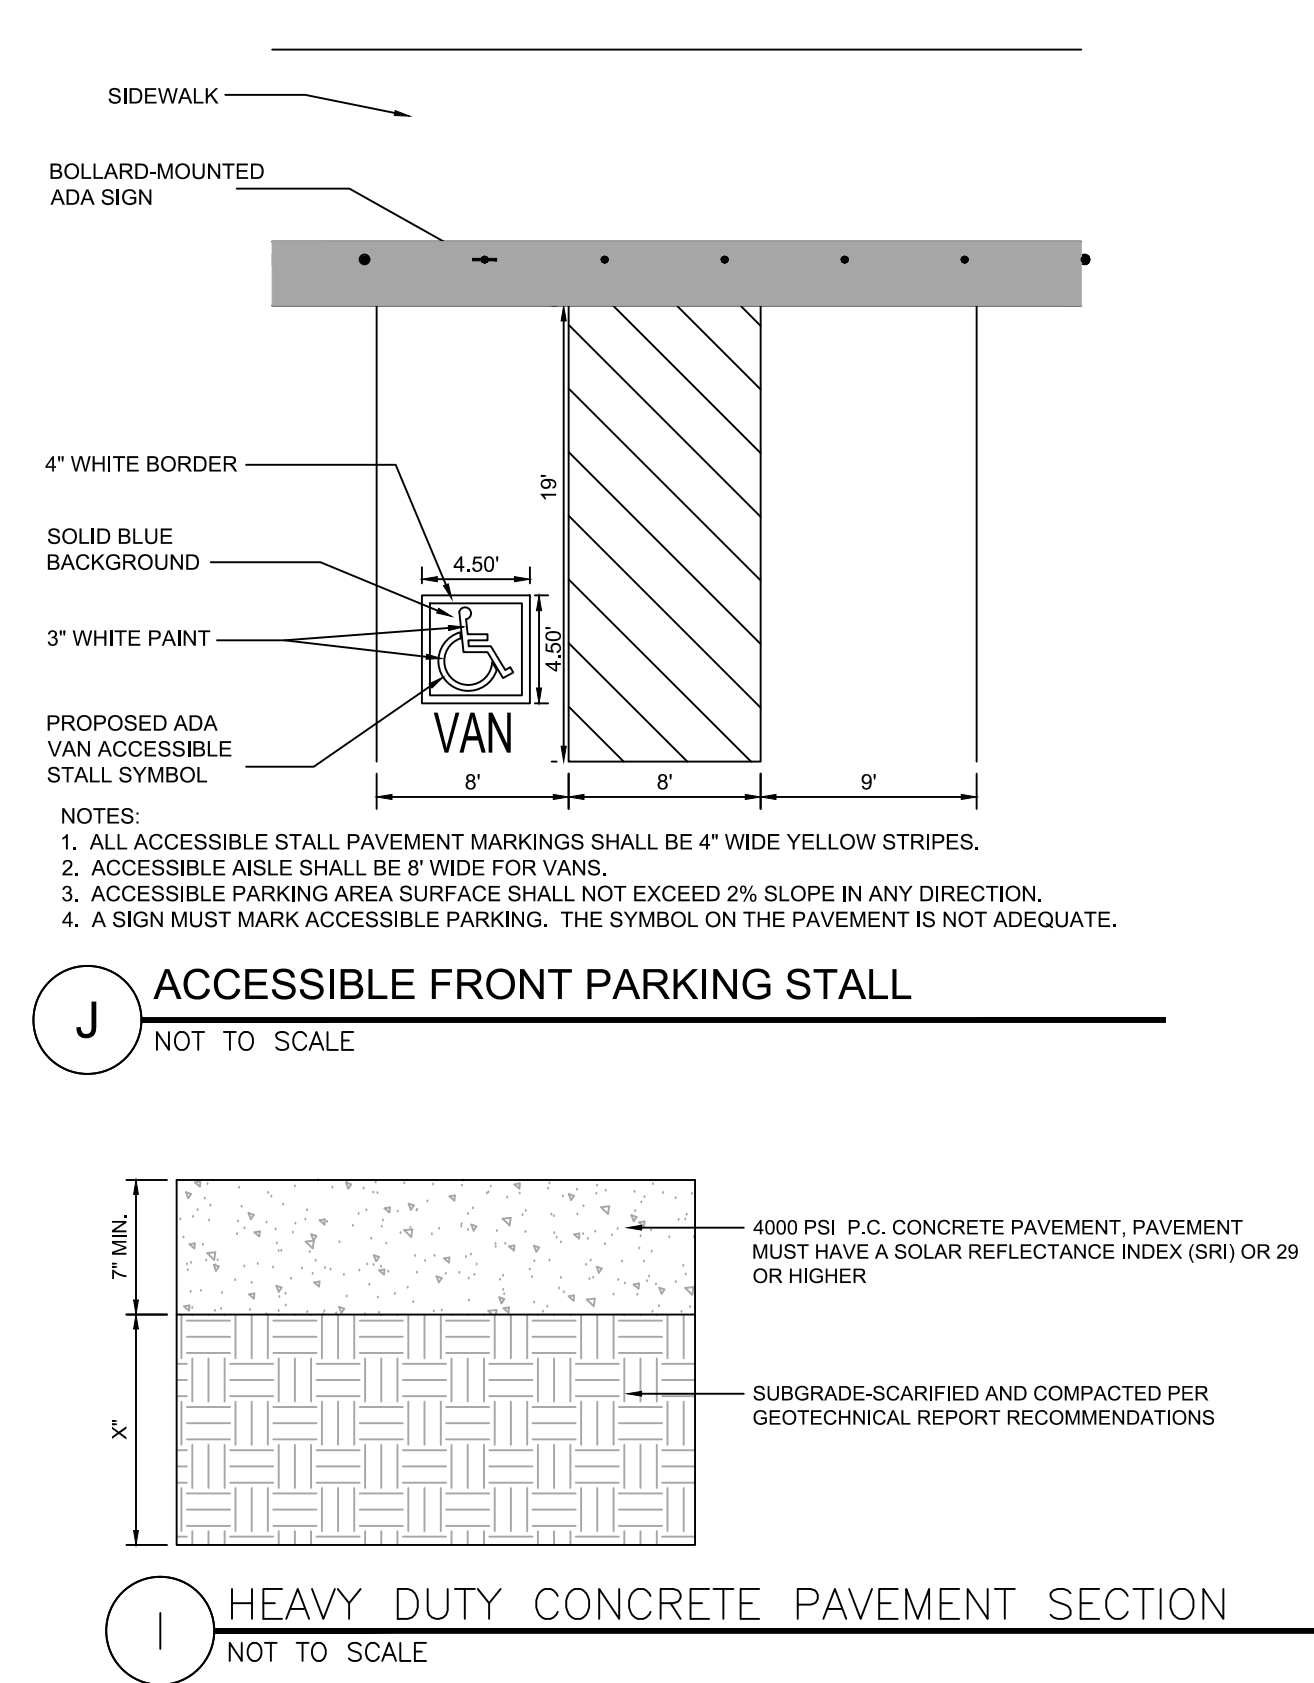 SIDEWALK
BOLLARD-MOUNTED
ADA SIGN
4" WHITE BORDER
19'
SOLID BLUE
BACKGROUND
4.50'
3" WHITE PAINT
4.50'
PROPOSED ADA
VAN ACCESSIBLE
STALL SYMBOL
VAN
8'
8'
9'
NOTES:
1. ALL ACCESSIBLE STALL PAVEMENT MARKINGS SHALL BE 4" WIDE YELLOW STRIPES.
2. ACCESSIBLE AISLE SHALL BE 8' WIDE FOR VANS.
3. ACCESSIBLE PARKING AREA SURFACE SHALL NOT EXCEED 2% SLOPE IN ANY DIRECTION.
4. A SIGN MUST MARK ACCESSIBLE PARKING. THE SYMBOL ON THE PAVEMENT IS NOT ADEQUATE.
J
ACCESSIBLE FRONT PARKING STALL
NOT TO SCALE
7" MIN.
4000 PSI P.C. CONCRETE PAVEMENT, PAVEMENT
MUST HAVE A SOLAR REFLECTANCE INDEX (SRI) OR 29
OR HIGHER
X"
SUBGRADE-SCARIFIED AND COMPACTED PER
GEOTECHNICAL REPORT RECOMMENDATIONS
I
HEAVY DUTY CONCRETE PAVEMENT SECTION
NOT TO SCALE